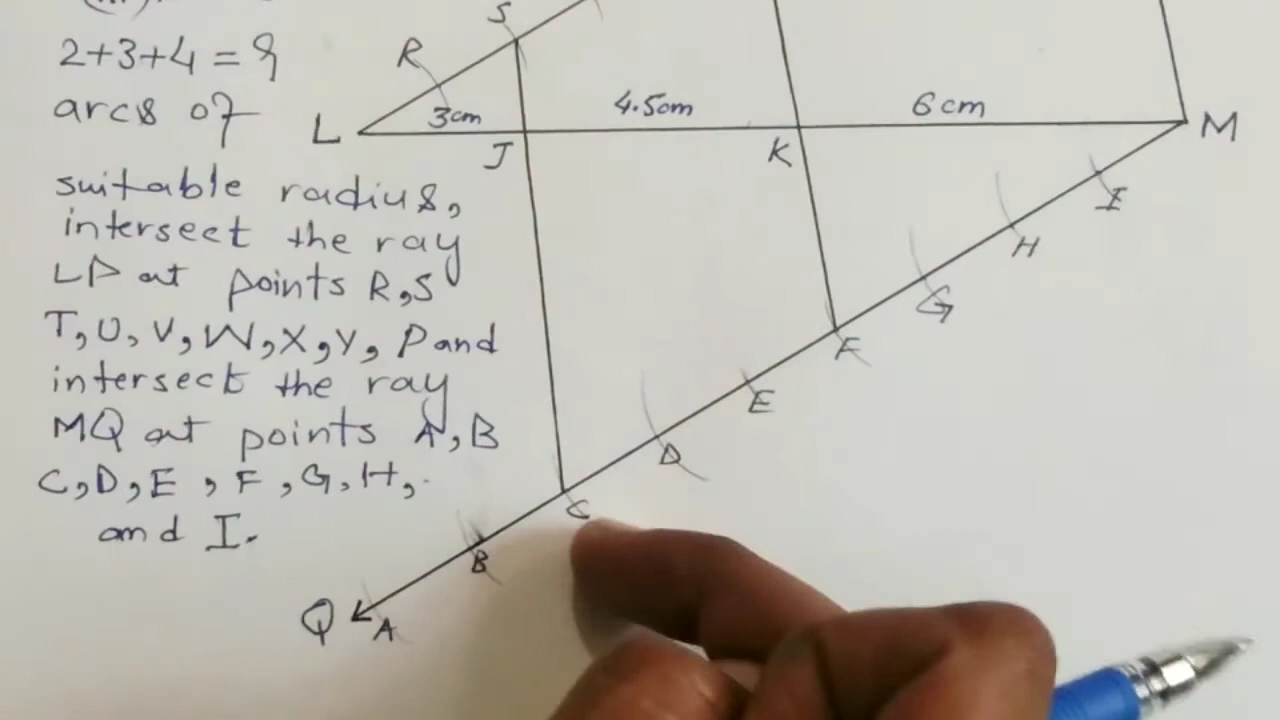 2+3+4=9
arcs of
suitable radius,
intersect the ray
LP at points R,S
T,U,V,W,X,Y,P and
intersect the ray
MQ at points A,B
C,D,E,F,G,H,
and I.
S
R
L
3cm
4.5cm
6cm
M
J
K
I
H
G
F
E
D
C
B
A
Q